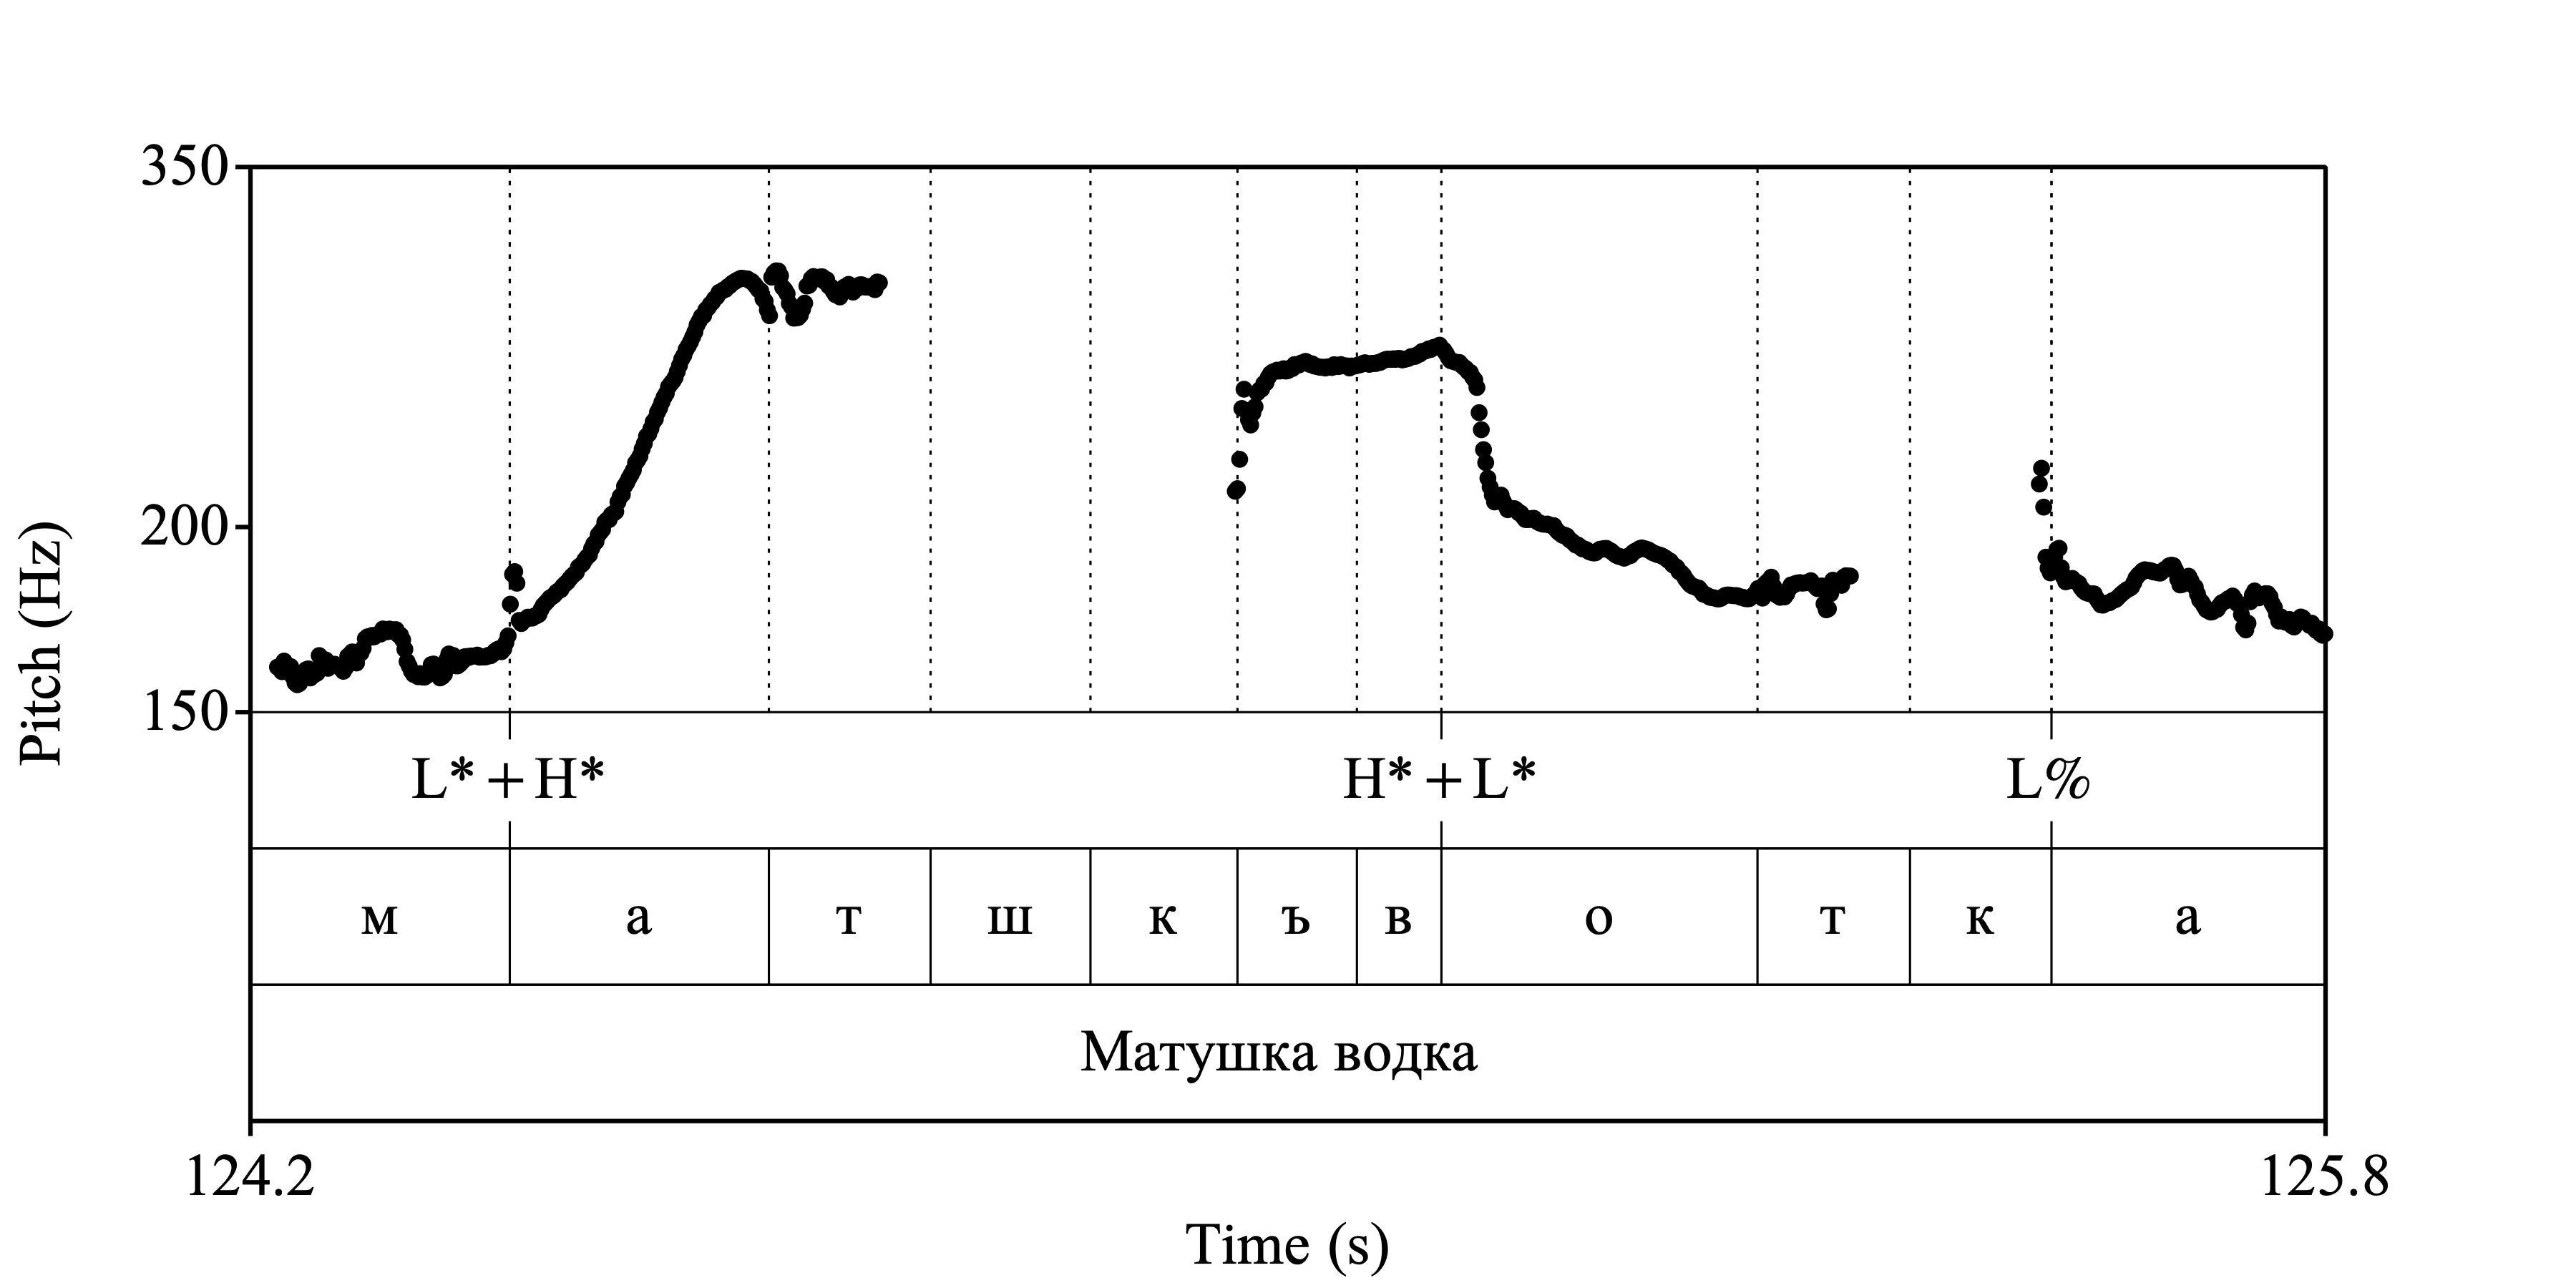 350
200
150
Pitch (Hz)
L* + H* H* + L* L%
м а т ш к ъ в о т к а
Матушка водка
124.2 125.8
Time (s)